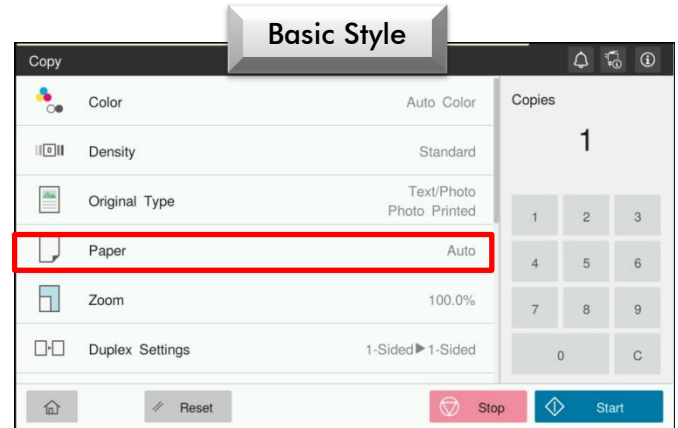 Basic Style
Copy
Color Auto Color
Density Standard
Original Type Text/Photo
Photo Printed
Paper Auto
Zoom 100.0%
Duplex Settings 1-Sided▶1-Sided
Copies
1
1 2 3
4 5 6
7 8 9
0 C
Reset Stop Start